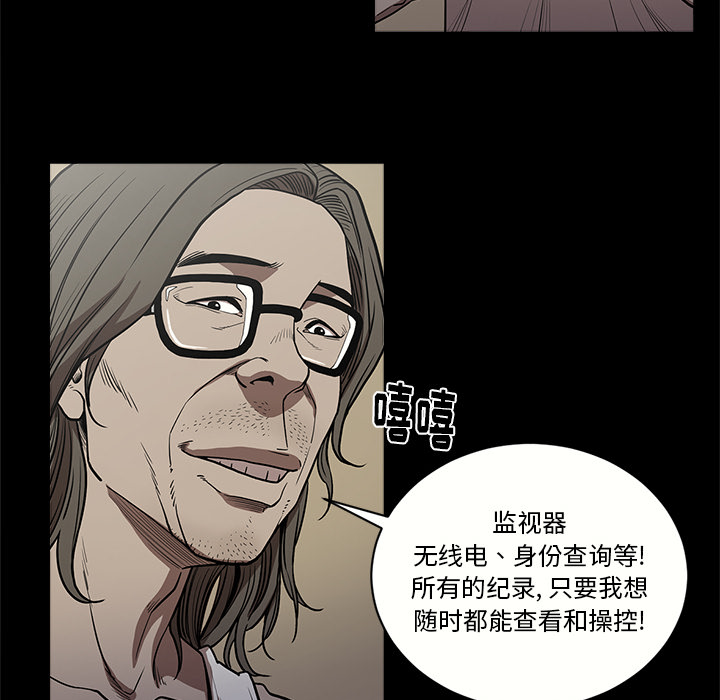 嘻嘻
监视器
无线电、身份查询等!
所有的纪录, 只要我想
随时都能查看和操控!